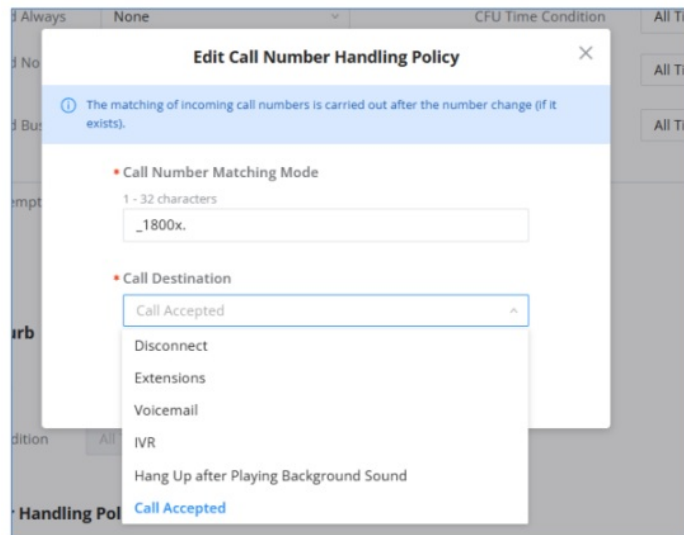 d Always None CFU Time Condition All Ti
Edit Call Number Handling Policy
d No All Ti
The matching of incoming call numbers is carried out after the number change (if it
exists).
d Bus All Ti
* Call Number Matching Mode
1 - 32 characters
empt
_1800x.
* Call Destination
Call Accepted
urb
Disconnect
Extensions
Voicemail
dition All
IVR
Hang Up after Playing Background Sound
r Handling Pol
Call Accepted